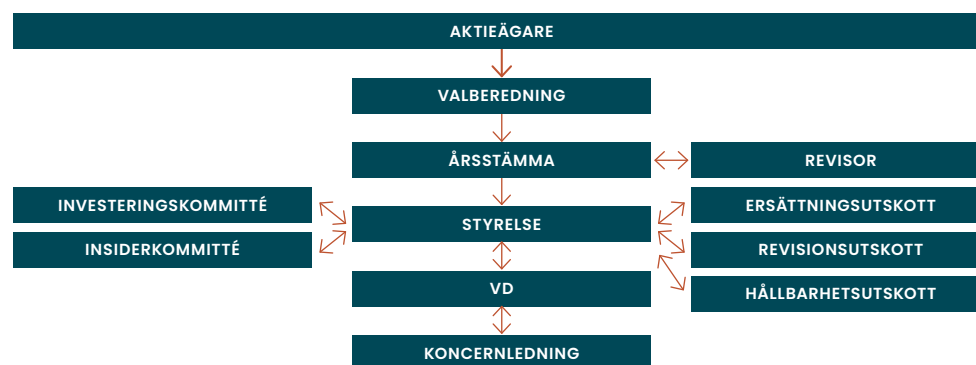 AKTIEÄGARE
VALBEREDNING
ÅRSSTÄMMA
REVISOR
INVESTERINGSKOMMITTÉ
ERSÄTTNINGSUTSKOTT
STYRELSE
INSIDERKOMMITTÉ
REVISIONSUTSKOTT
VD
HÅLLBARHETSUTSKOTT
KONCERNLEDNING